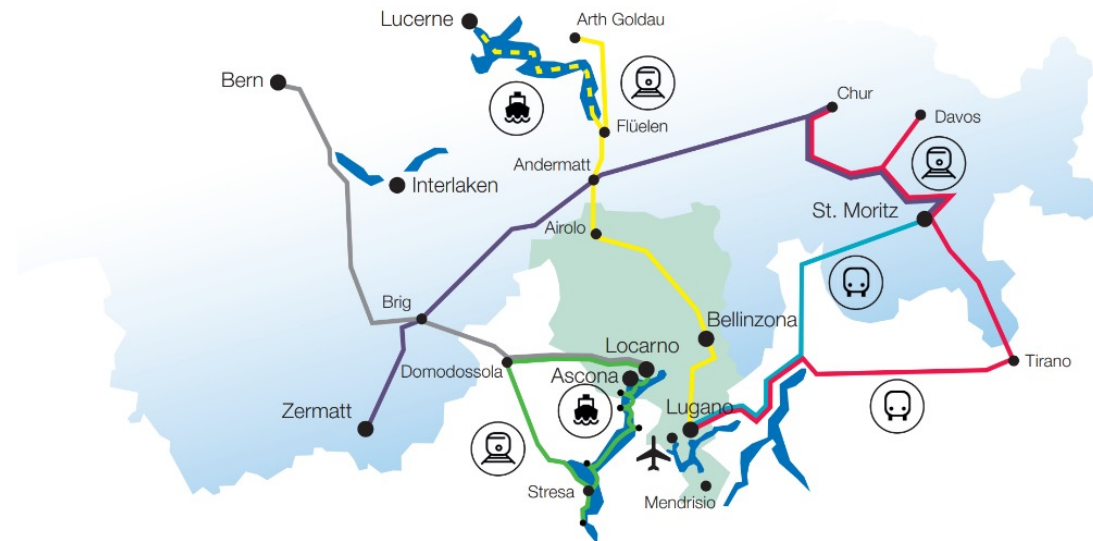 Lucerne
Arth Goldau
Bern
Chur
Davos
Flüelen
Andermatt
Interlaken
St. Moritz
Airolo
Brig
Bellinzona
Locarno
Domodossola
Ascona
Tirano
Zermatt
Lugano
Stresa
Mendrisio